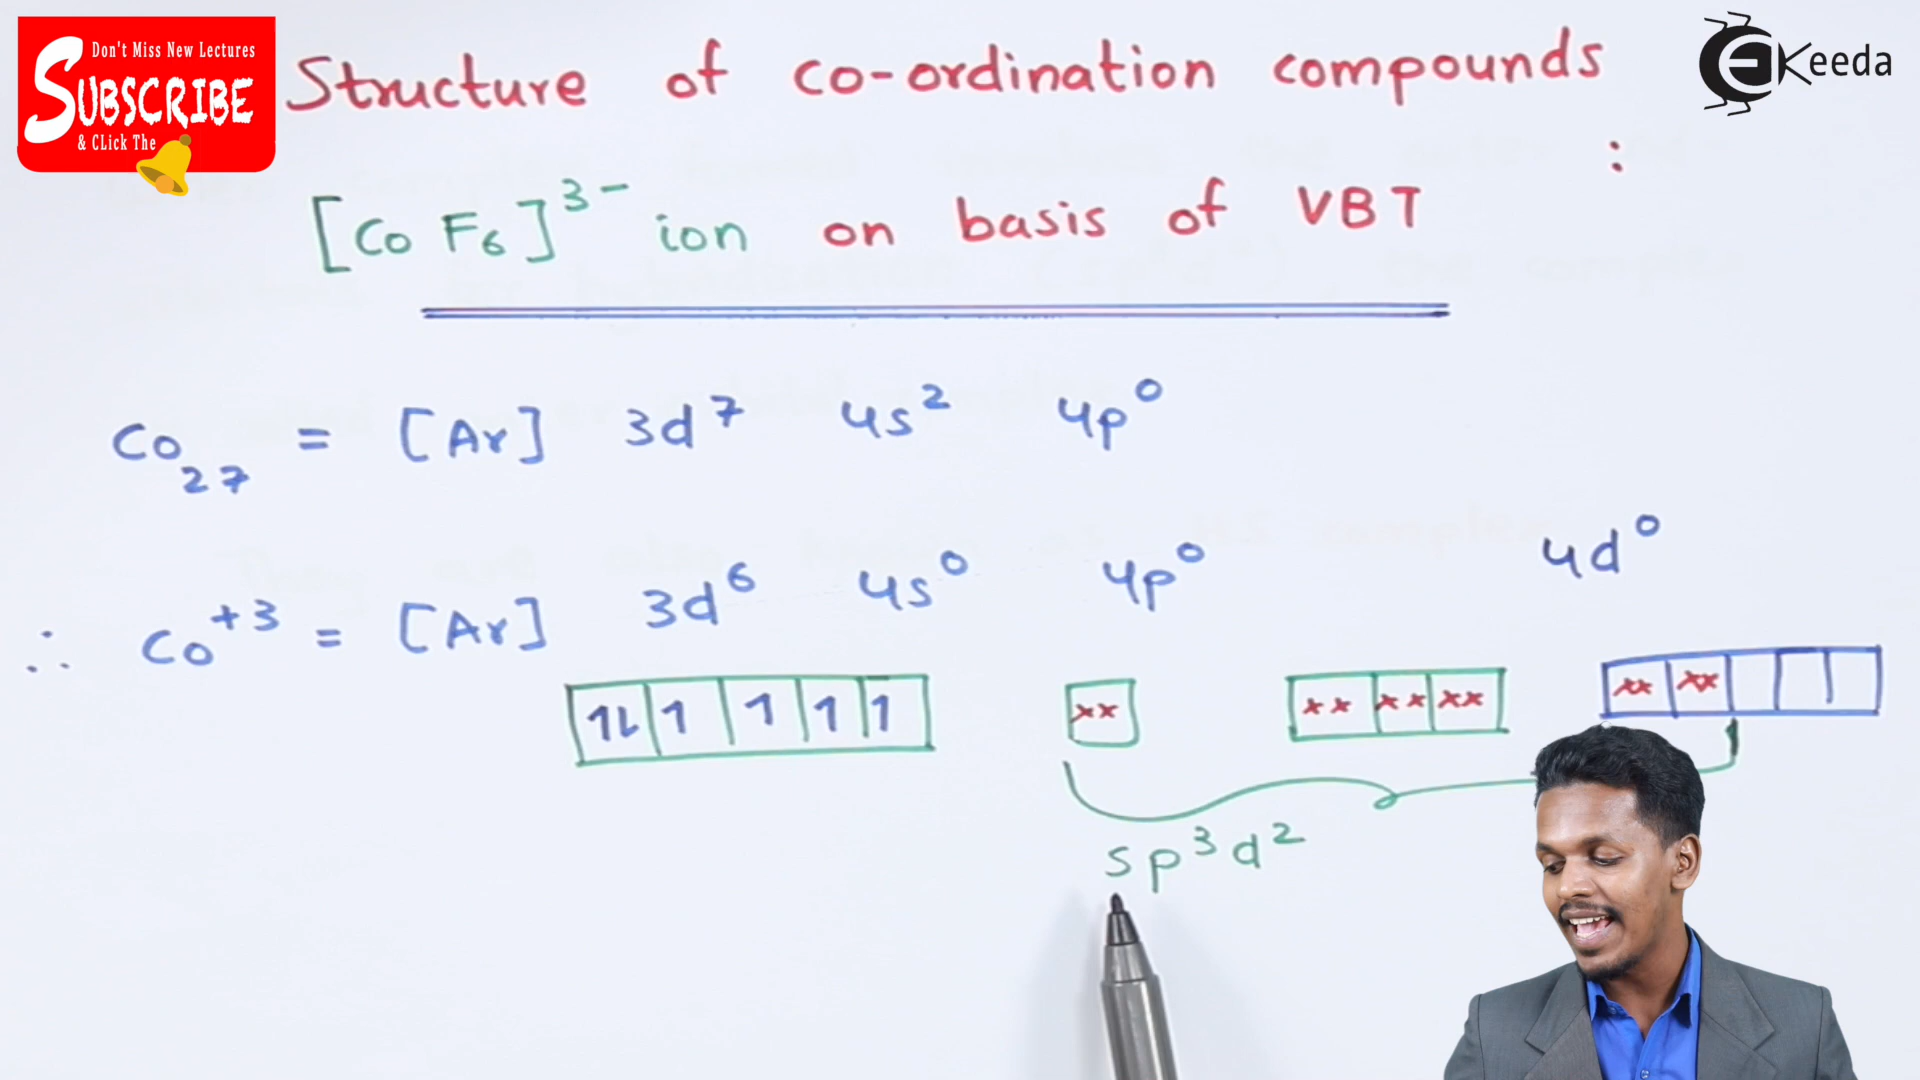 Don't Miss New Lectures
SUBSCRIBE
& CLick The
Keeda
Structure of co-ordination compounds :
[Co F6]3- ion on basis of VBT
Co27 = [Ar] 3d7 4s2 4p0
∴ Co+3 = [Ar] 3d6 4s0 4p0 4d0
1⇂ 1 1 1 1 xx xx xx xx xx xx
sp3d2